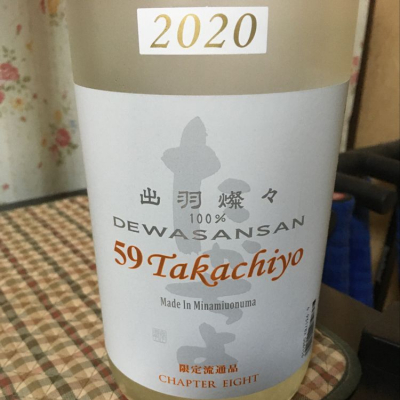 2020
出羽燦々
100%
DEWASANSAN
59 Takachiyo
Made In Minamiuonuma
限定流通品
CHAPTER EIGHT